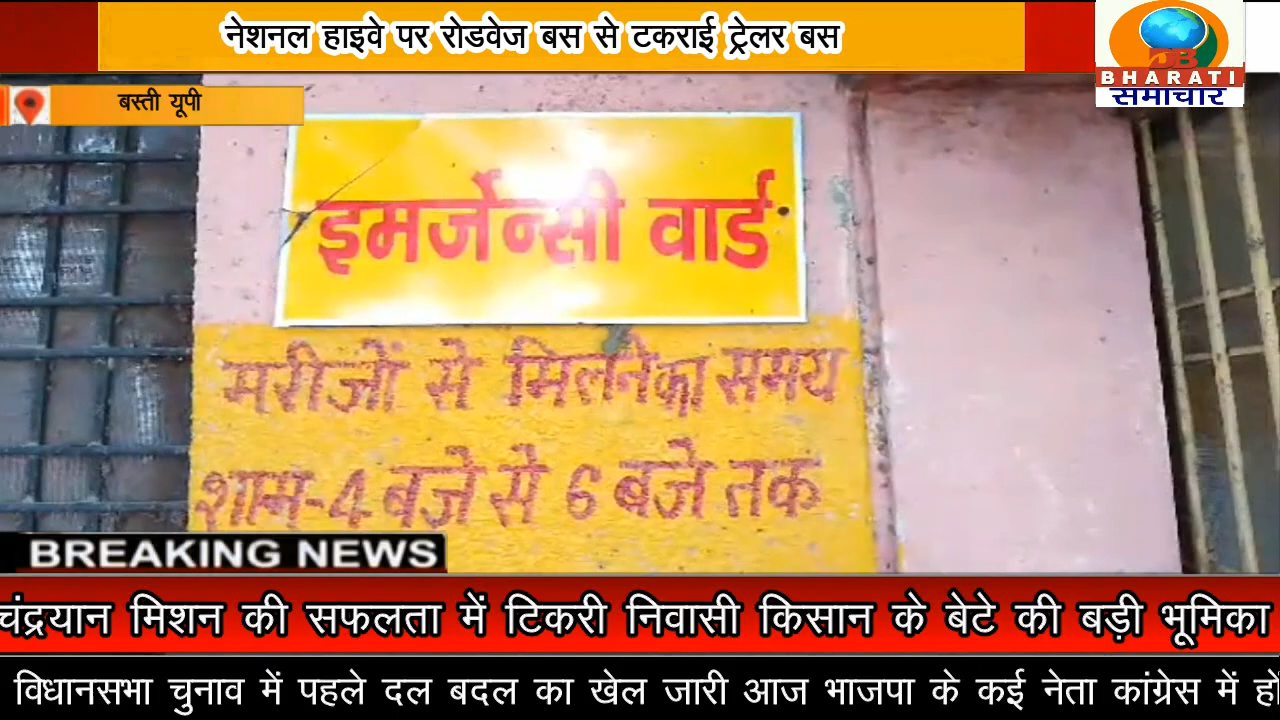 नेशनल हाइवे पर रोडवेज बस से टकराई ट्रेलर बस
DB
BHARATI
समाचार
बस्ती यूपी
इमर्जेन्सी वार्ड
मरीजों से मिलने का समय
शाम-4 बजे से 6 बजे तक
BREAKING NEWS
चंद्रयान मिशन की सफलता में टिकरी निवासी किसान के बेटे की बड़ी भूमिका
विधानसभा चुनाव में पहले दल बदल का खेल जारी आज भाजपा के कई नेता कांग्रेस में हो